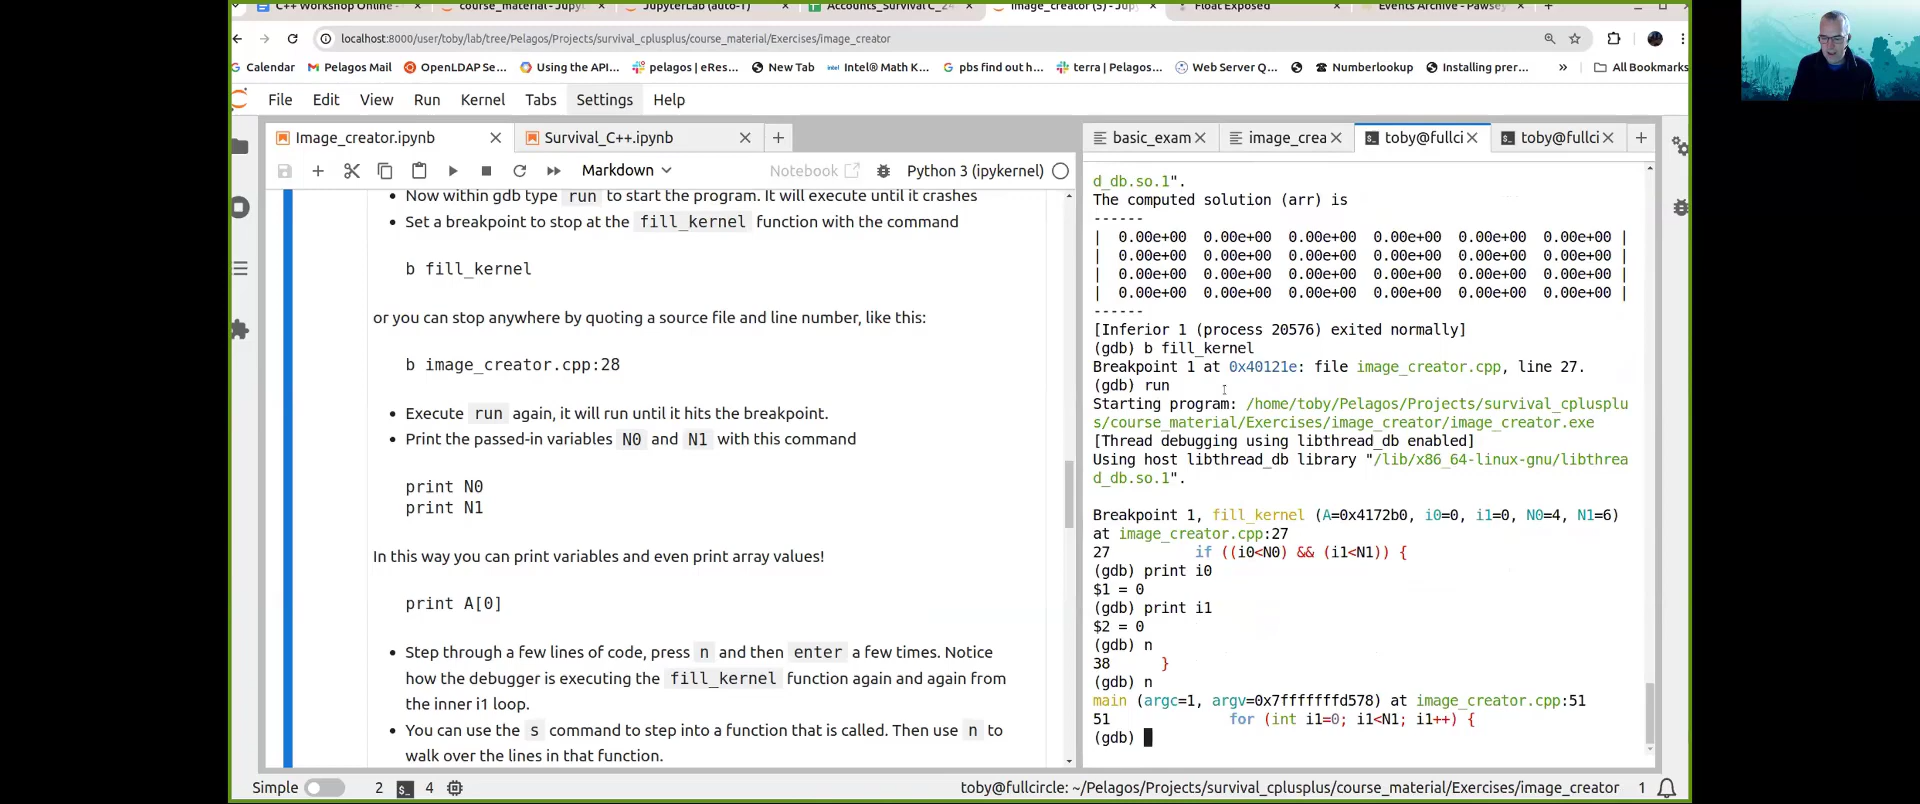 C++ Workshop Online -
course_material - Jupyt
JupyterLab (auto-T)
Accounts_Survival C_24
image_creator (5) - Jup
Float Exposed
Events Archive - Pawsey
localhost:8000/user/toby/lab/tree/Pelagos/Projects/survival_cplusplus/course_material/Exercises/image_creator
Calendar
Pelagos Mail
OpenLDAP Se...
Using the API...
pelagos | eRes...
New Tab
intel Intel® Math K...
pbs find out h...
terra | Pelagos...
Web Server Q...
Numberlookup
Installing prer...
»
All Bookmarks
File Edit View Run Kernel Tabs Settings Help
Image_creator.ipynb
Survival_C++.ipynb
Markdown
Notebook
Python 3 (ipykernel)
• Now within gdb type run to start the program. It will execute until it crashes
• Set a breakpoint to stop at the fill_kernel function with the command
b fill_kernel
or you can stop anywhere by quoting a source file and line number, like this:
b image_creator.cpp:28
• Execute run again, it will run until it hits the breakpoint.
• Print the passed-in variables N0 and N1 with this command
print N0
print N1
In this way you can print variables and even print array values!
print A[0]
• Step through a few lines of code, press n and then enter a few times. Notice
how the debugger is executing the fill_kernel function again and again from
the inner i1 loop.
• You can use the s command to step into a function that is called. Then use n to
walk over the lines in that function.
basic_exam
image_crea
toby@fullci
toby@fullci
d_db.so.1".
The computed solution (arr) is
------
| 0.00e+00 0.00e+00 0.00e+00 0.00e+00 0.00e+00 0.00e+00 |
| 0.00e+00 0.00e+00 0.00e+00 0.00e+00 0.00e+00 0.00e+00 |
| 0.00e+00 0.00e+00 0.00e+00 0.00e+00 0.00e+00 0.00e+00 |
| 0.00e+00 0.00e+00 0.00e+00 0.00e+00 0.00e+00 0.00e+00 |
------
[Inferior 1 (process 20576) exited normally]
(gdb) b fill_kernel
Breakpoint 1 at 0x40121e: file image_creator.cpp, line 27.
(gdb) run
Starting program: /home/toby/Pelagos/Projects/survival_cplusplu
s/course_material/Exercises/image_creator/image_creator.exe
[Thread debugging using libthread_db enabled]
Using host libthread_db library "/lib/x86_64-linux-gnu/libthrea
d_db.so.1".
Breakpoint 1, fill_kernel (A=0x4172b0, i0=0, i1=0, N0=4, N1=6)
at image_creator.cpp:27
27 if ((i0<N0) && (i1<N1)) {
(gdb) print i0
$1 = 0
(gdb) print i1
$2 = 0
(gdb) n
38 }
(gdb) n
main (argc=1, argv=0x7fffffffd578) at image_creator.cpp:51
51 for (int i1=0; i1<N1; i1++) {
(gdb)
Simple 2 $_ 4
toby@fullcircle: ~/Pelagos/Projects/survival_cplusplus/course_material/Exercises/image_creator 1